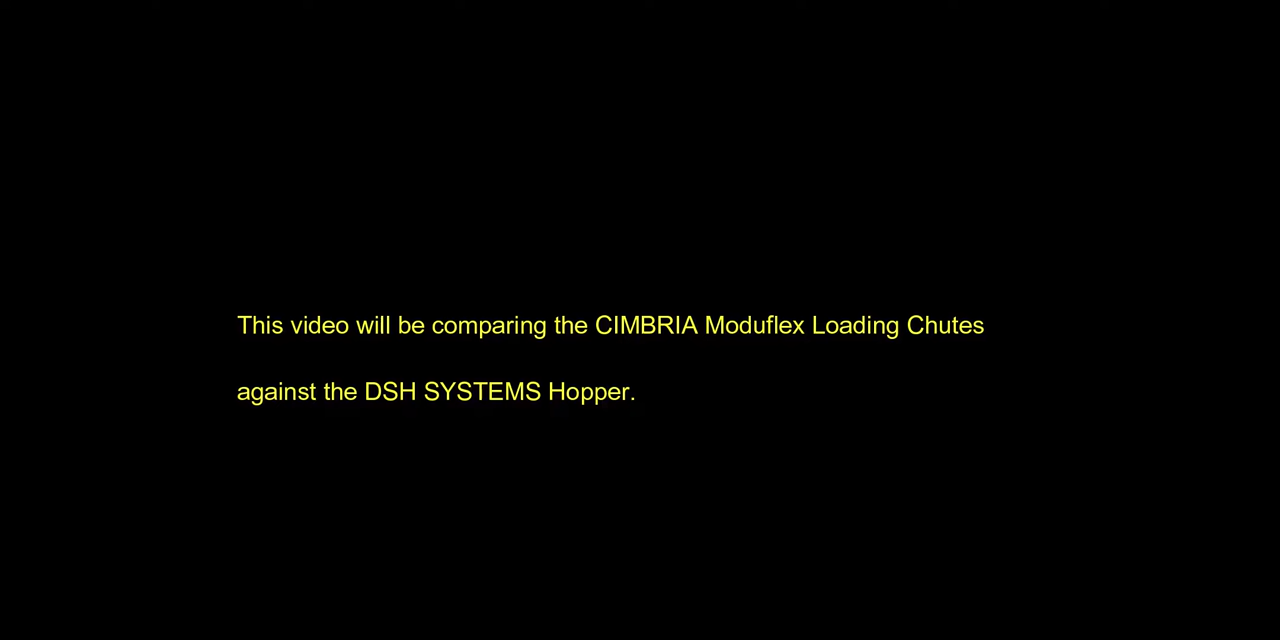 This video will be comparing the CIMBRIA Moduflex Loading Chutes
against the DSH SYSTEMS Hopper.